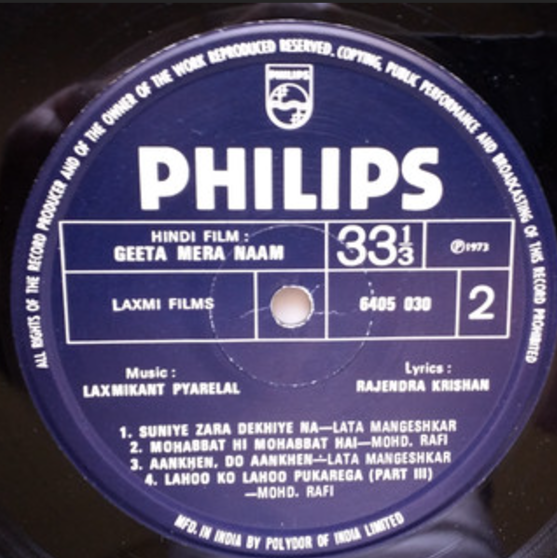 ALL RIGHTS OF THE RECORD PRODUCER AND OF THE OWNER OF THE WORK REPRODUCED RESERVED. COPYING, PUBLIC PERFORMANCE AND BROADCASTING OF THIS RECORD PROHIBITED
PHILIPS
PHILIPS
HINDI FILM :
GEETA MERA NAAM
33⅓
℗1973
LAXMI FILMS
6405 030
2
Music :
LAXMIKANT PYARELAL
Lyrics :
RAJENDRA KRISHAN
1. SUNIYE ZARA DEKHIYE NA—LATA MANGESHKAR
2. MOHABBAT HI MOHABBAT HAI—MOHD. RAFI
3. AANKHEN, DO AANKHEN—LATA MANGESHKAR
4. LAHOO KO LAHOO PUKAREGA (PART III)
—MOHD. RAFI
MFD. IN INDIA BY POLYDOR OF INDIA LIMITED